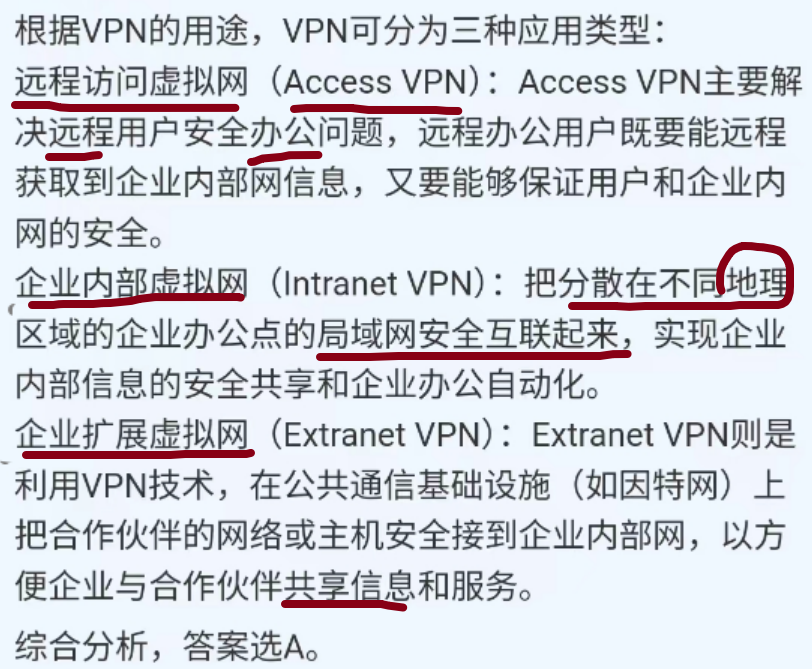 根据VPN的用途，VPN可分为三种应用类型：
远程访问虚拟网（Access VPN）：Access VPN主要解
决远程用户安全办公问题，远程办公用户既要能远程
获取到企业内部网信息，又要能够保证用户和企业内
网的安全。
企业内部虚拟网（Intranet VPN）：把分散在不同地理
区域的企业办公点的局域网安全互联起来，实现企业
内部信息的安全共享和企业办公自动化。
企业扩展虚拟网（Extranet VPN）：Extranet VPN则是
利用VPN技术，在公共通信基础设施（如因特网）上
把合作伙伴的网络或主机安全接到企业内部网，以方
便企业与合作伙伴共享信息和服务。
综合分析，答案选A。